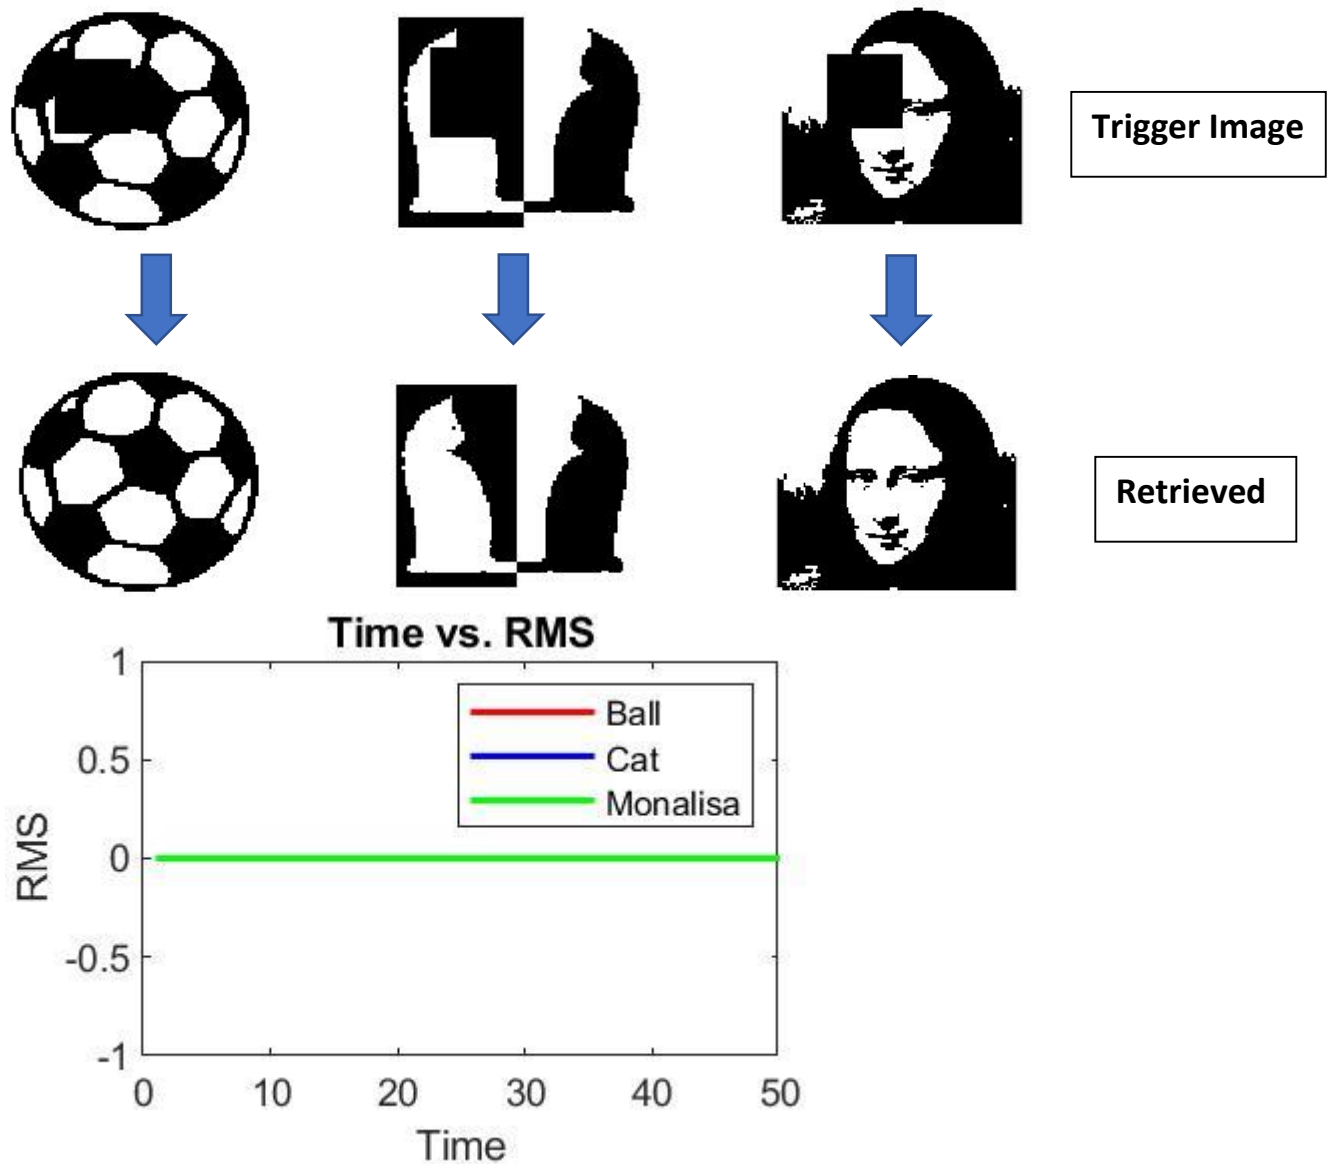 Trigger Image
Retrieved
Time vs. RMS
1
0.5
0
-0.5
-1
RMS
Ball
Cat
Monalisa
0 10 20 30 40 50
Time